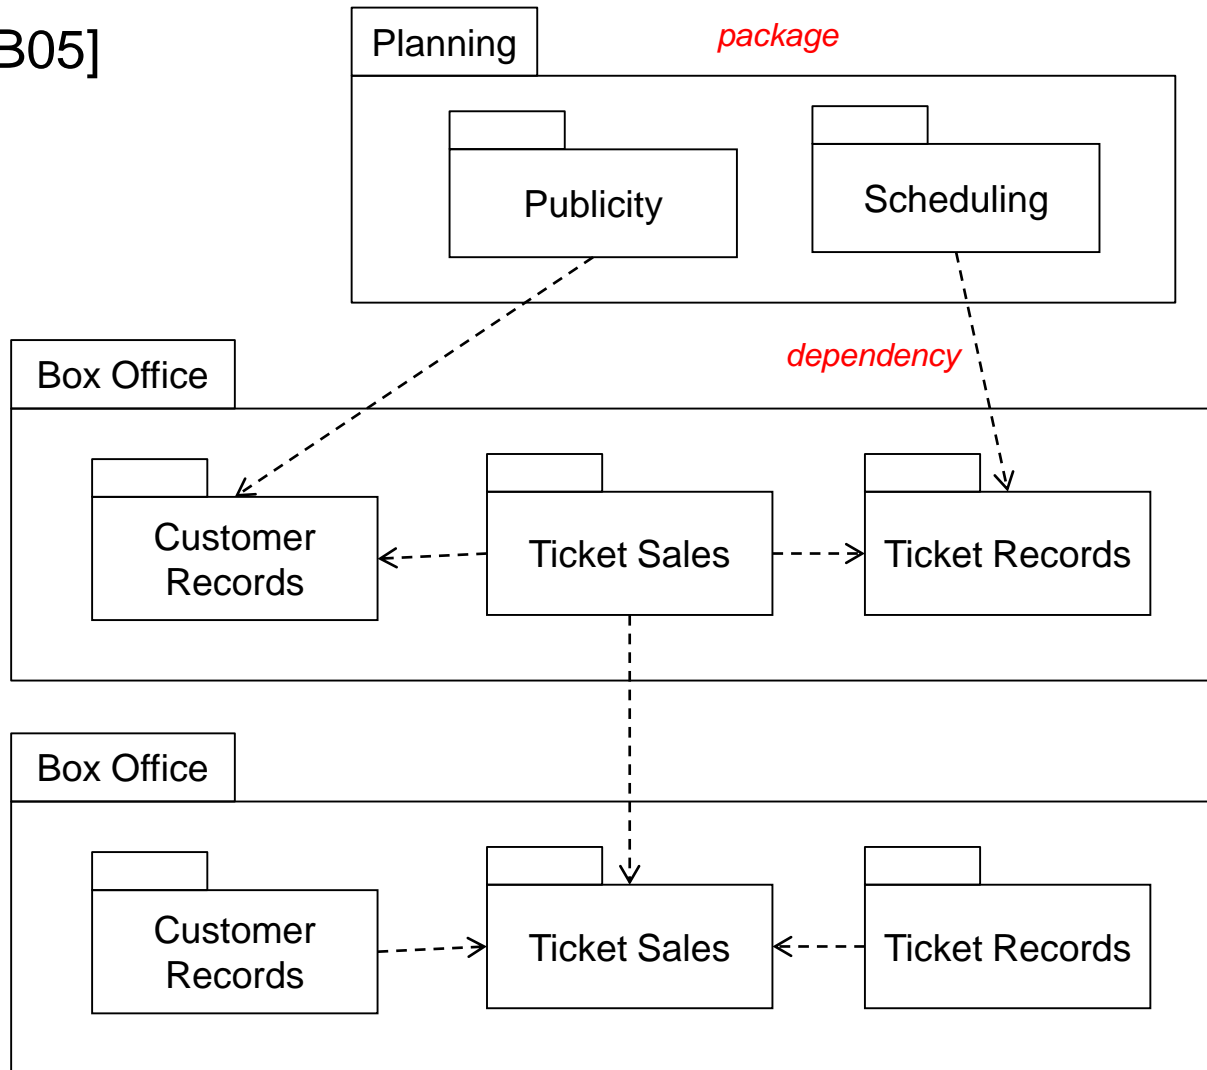 B05]
Planning
package
Publicity
Scheduling
dependency
Box Office
Customer
Records
Ticket Sales
Ticket Records
Box Office
Customer
Records
Ticket Sales
Ticket Records